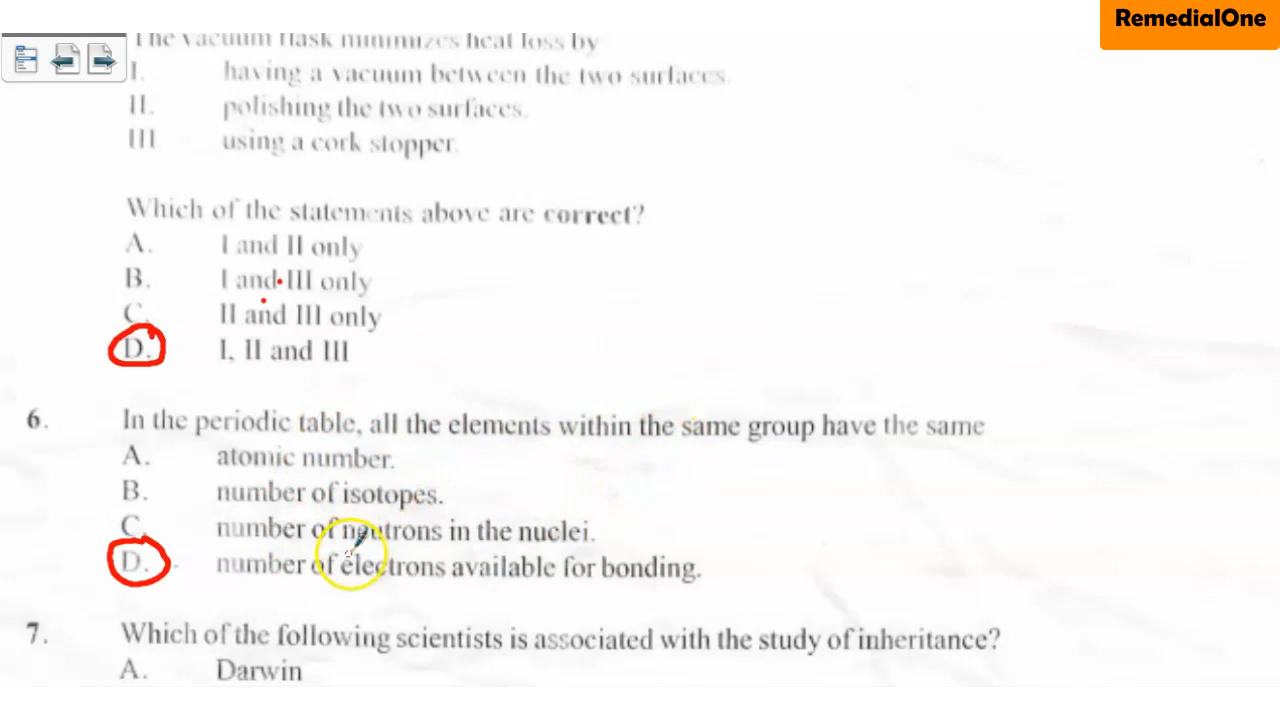 RemedialOne
The vacuum flask minimizes heat loss by
I. having a vacuum between the two surfaces.
II. polishing the two surfaces.
III using a cork stopper.
Which of the statements above are correct?
A. I and II only
B. I and III only
C. II and III only
D. I, II and III
6. In the periodic table, all the elements within the same group have the same
A. atomic number.
B. number of isotopes.
C. number of neutrons in the nuclei.
D. number of electrons available for bonding.
7. Which of the following scientists is associated with the study of inheritance?
A. Darwin